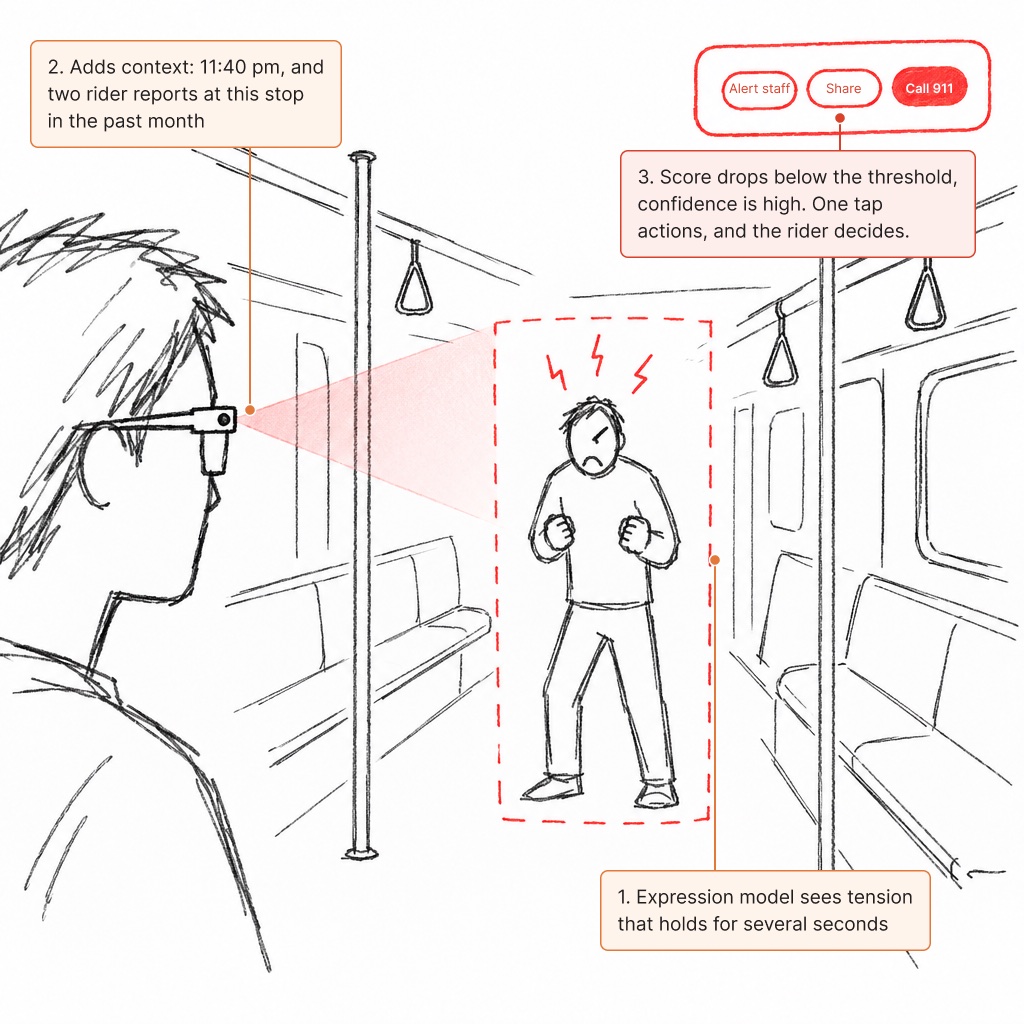 2. Adds context: 11:40 pm, and
two rider reports at this stop
in the past month
Alert staff
Share
Call 911
3. Score drops below the threshold,
confidence is high. One tap
actions, and the rider decides.
1. Expression model sees tension
that holds for several seconds